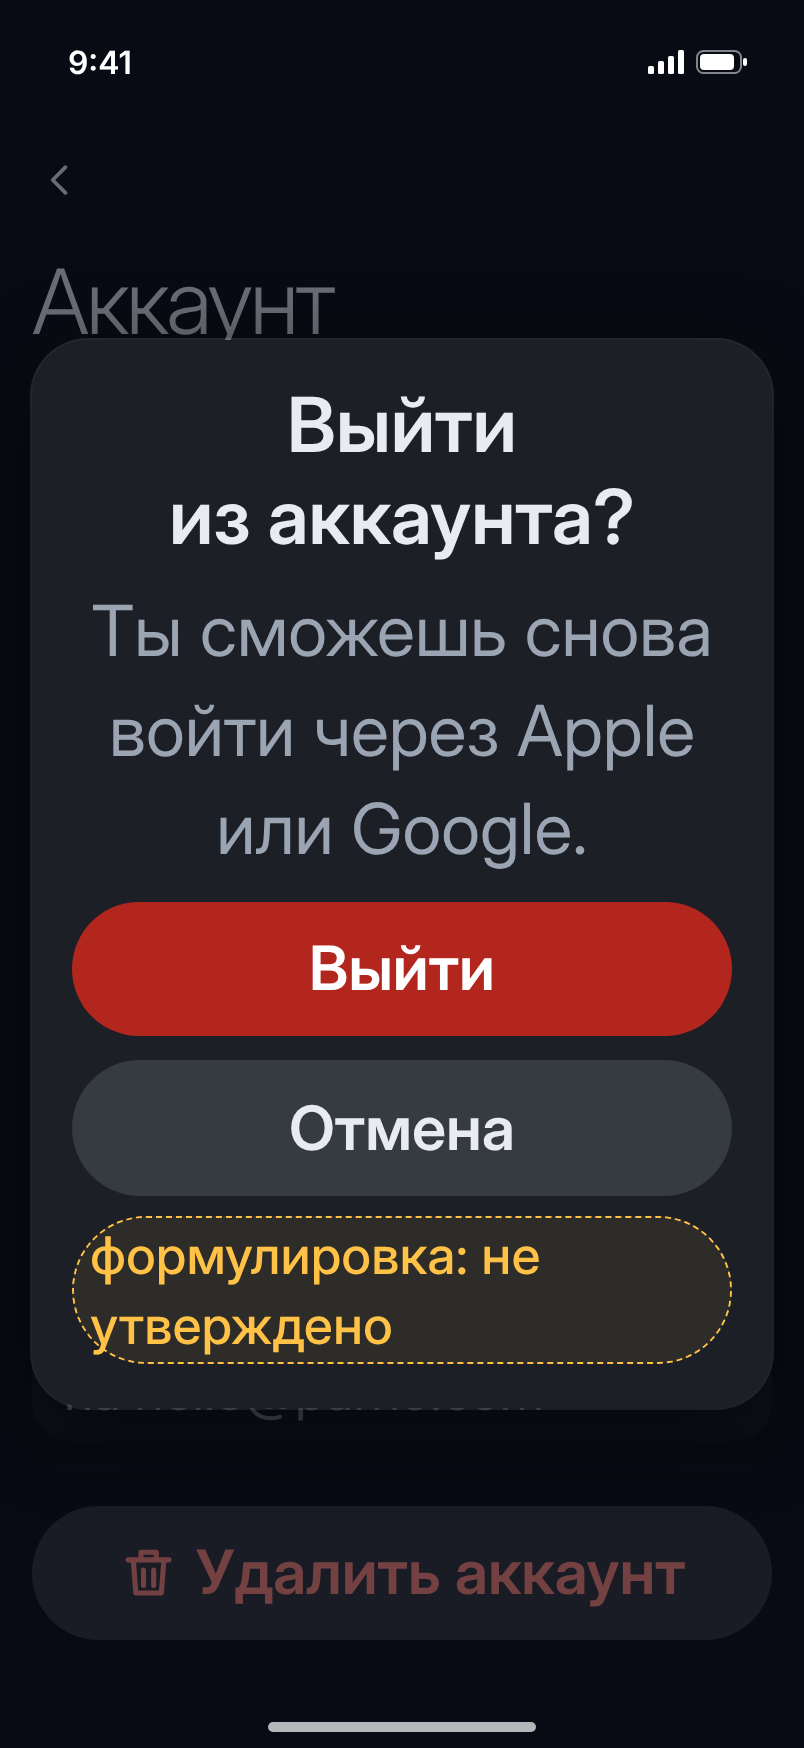 9:41
Аккаунт
Выйти
из аккаунта?
Ты сможешь снова
войти через Apple
или Google.
Выйти
Отмена
формулировка: не
утверждено
Удалить аккаунт